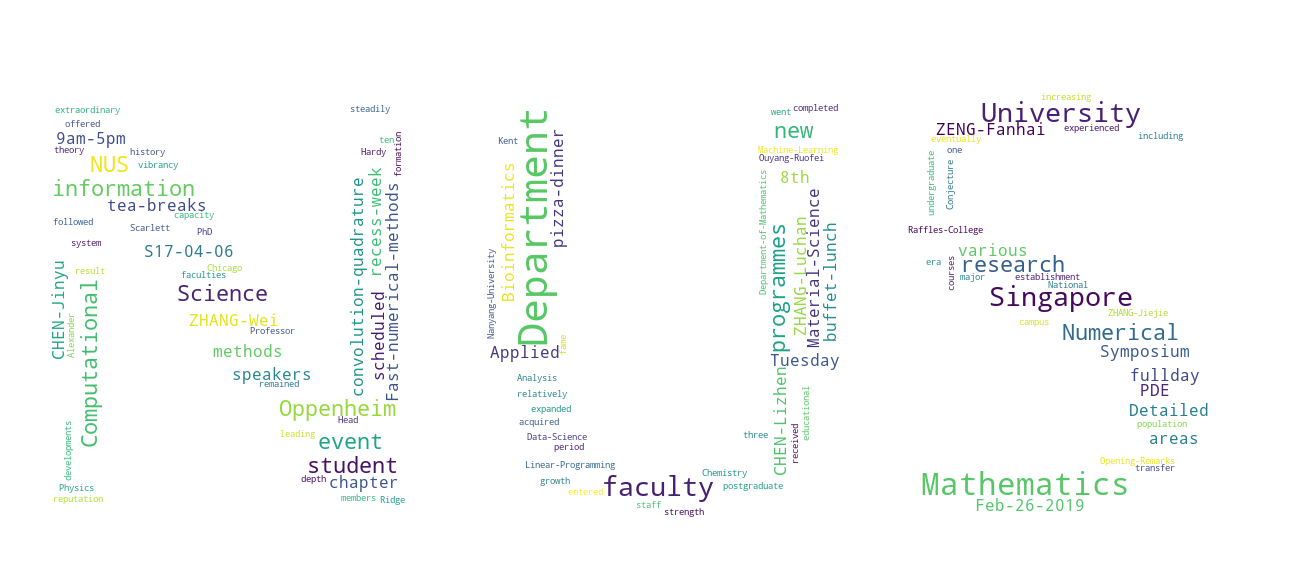 extraordinary
offered
9am-5pm
theory
history
NUS
vibrancy
information
tea-breaks
capacity
followed
Scarlett
PhD
system
S17-04-06
CHEN-Jinyu
result
Chicago
faculties
Computational
Science
Alexander
ZHANG-Wei
Professor
methods
speakers
remained
Oppenheim
Head
leading
event
developments
student
depth
chapter
Physics
reputation
members
Ridge
steadily
ten
formation
Hardy
convolution-quadrature
recess-week
Fast-numerical-methods
scheduled
Kent
Department
pizza-dinner
Bioinformatics
Nanyang-University
Applied
fame
Analysis
relatively
expanded
acquired
Data-Science
period
Linear-Programming
growth
entered
faculty
staff
strength
Chemistry
postgraduate
three
went
completed
new
Machine-Learning
Ouyang-Ruofei
8th
Department-of-Mathematics
programmes
ZHANG-Luchan
Material-Science
buffet-lunch
Tuesday
CHEN-Lizhen
received
educational
increasing
University
ZENG-Fanhai
experienced
eventually
including
one
undergraduate
Conjecture
Raffles-College
various
era
courses
research
major
establishment
National
Singapore
campus
ZHANG-Jiejie
Numerical
Symposium
fullday
PDE
Detailed
population
areas
Opening-Remarks
transfer
Mathematics
Feb-26-2019